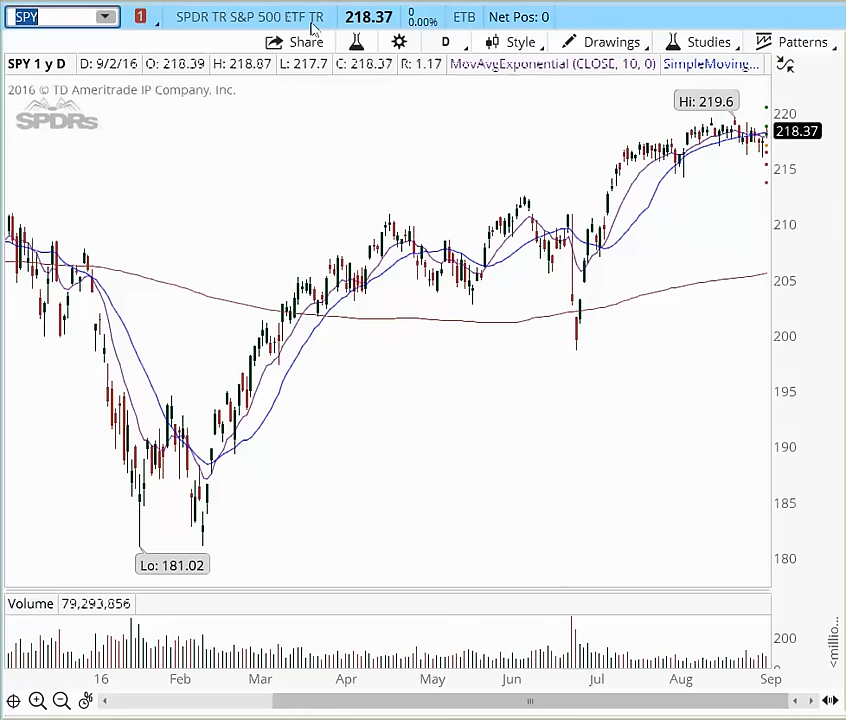 SPY 1 SPDR TR S&P 500 ETF TR 218.37 0 0.00% ETB Net Pos: 0
Share D Style Drawings Studies Patterns
SPY 1 y D D: 9/2/16 O: 218.39 H: 218.87 L: 217.7 C: 218.37 R: 1.17 MovAvgExponential (CLOSE, 10, 0) SimpleMoving...
2016 © TD Ameritrade IP Company, Inc.
SPDRs
Hi: 219.6
220
218.37
215
210
205
200
195
190
185
180
Lo: 181.02
Volume 79,293,856
200
0
<millio...
16 Feb Mar Apr May Jun Jul Aug Sep
%